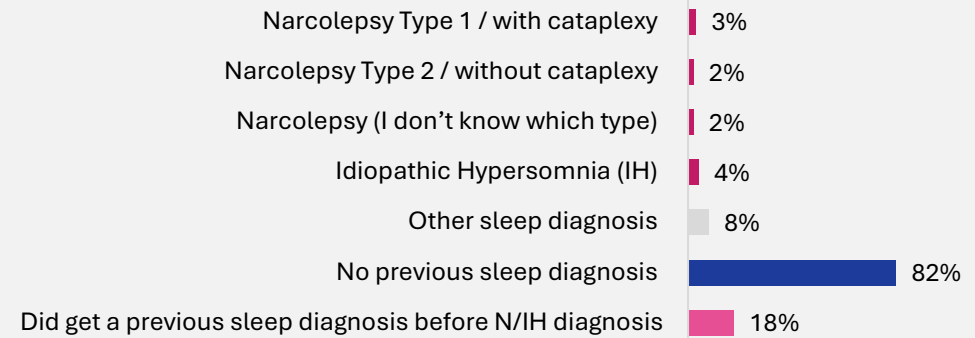 Narcolepsy Type 1 / with cataplexy 3%
Narcolepsy Type 2 / without cataplexy 2%
Narcolepsy (I don’t know which type) 2%
Idiopathic Hypersomnia (IH) 4%
Other sleep diagnosis 8%
No previous sleep diagnosis 82%
Did get a previous sleep diagnosis before N/IH diagnosis 18%